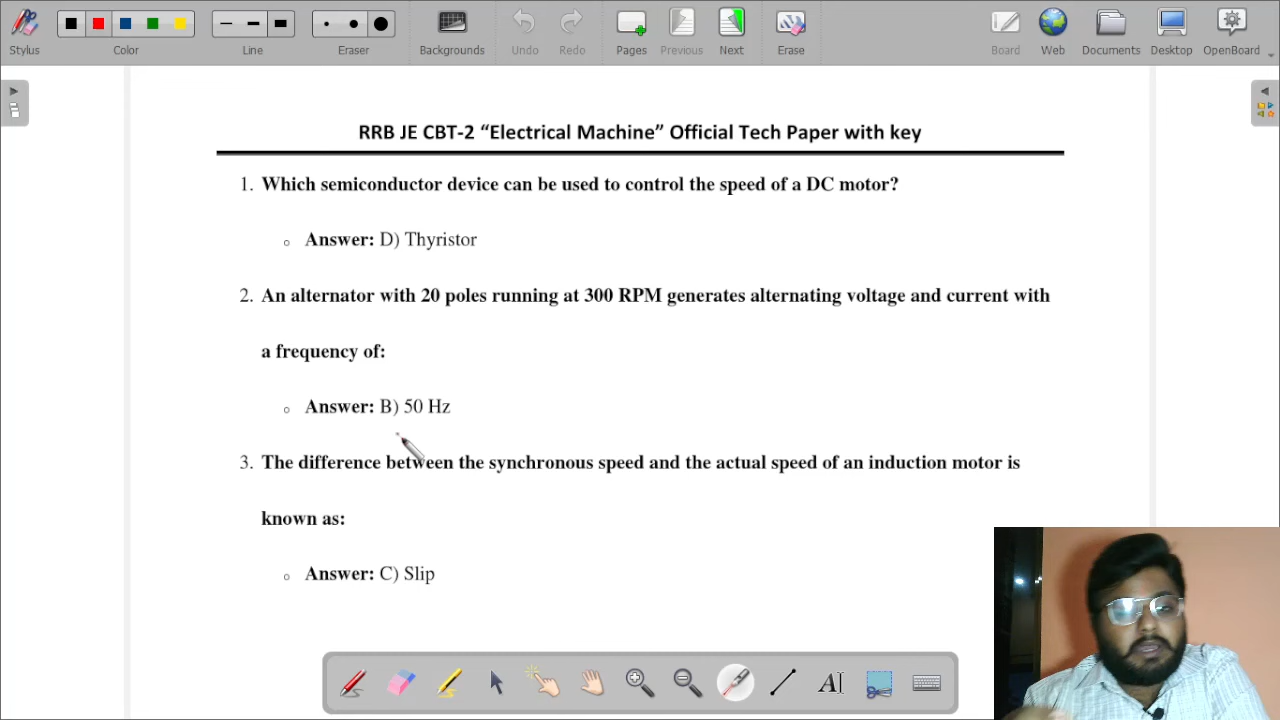 Stylus
Color
Line
Eraser
Backgrounds
Undo
Redo
Pages
Previous
Next
Erase
Board
Web
Documents
Desktop
OpenBoard
RRB JE CBT-2 “Electrical Machine” Official Tech Paper with key
1. Which semiconductor device can be used to control the speed of a DC motor?
o Answer: D) Thyristor
2. An alternator with 20 poles running at 300 RPM generates alternating voltage and current with
a frequency of:
o Answer: B) 50 Hz
3. The difference between the synchronous speed and the actual speed of an induction motor is
known as:
o Answer: C) Slip
AI